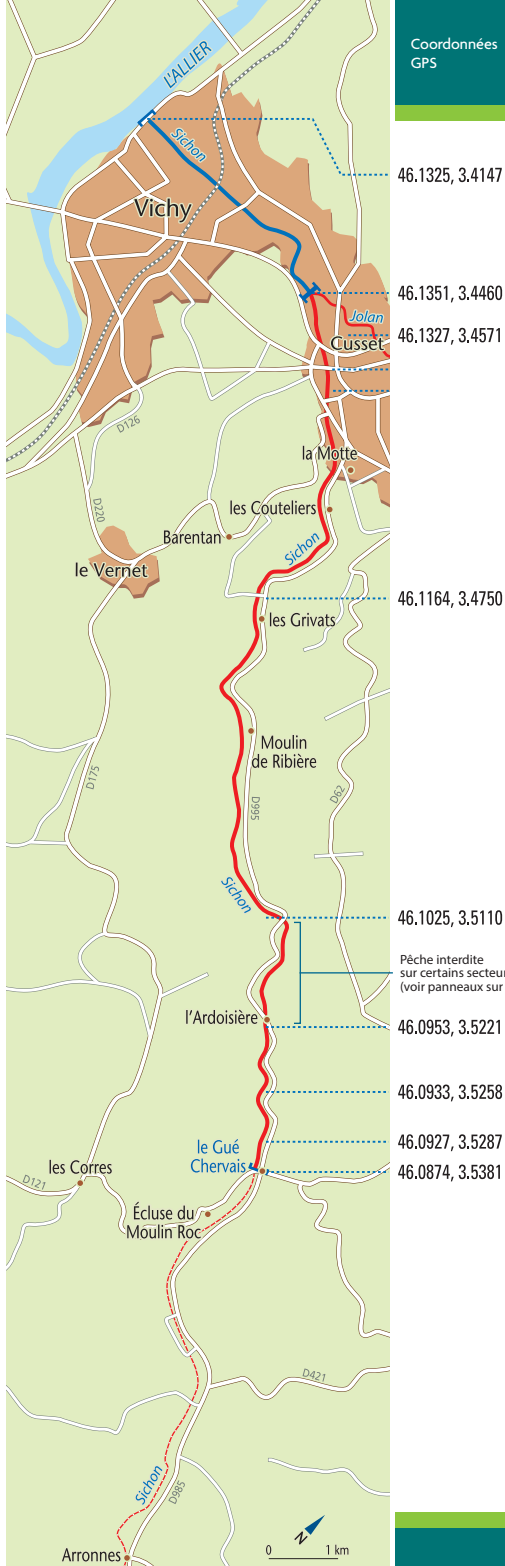 Coordonnées
GPS
L'ALLIER
Sichon
46.1325, 3.4147
Vichy
46.1351, 3.4460
Jolan
46.1327, 3.4571
Cusset
D126
la Motte
D220
les Couteliers
Barentan
Sichon
le Vernet
46.1164, 3.4750
les Grivats
Moulin
de Ribière
D175
D995
D62
Sichon
46.1025, 3.5110
Pêche interdite
sur certains secteur
(voir panneaux sur
l'Ardoisière
46.0953, 3.5221
46.0933, 3.5258
le Gué
Chervais
46.0927, 3.5287
46.0874, 3.5381
les Corres
D121
Écluse du
Moulin Roc
D421
Sichon
D985
N
0 1 km
Arronnes